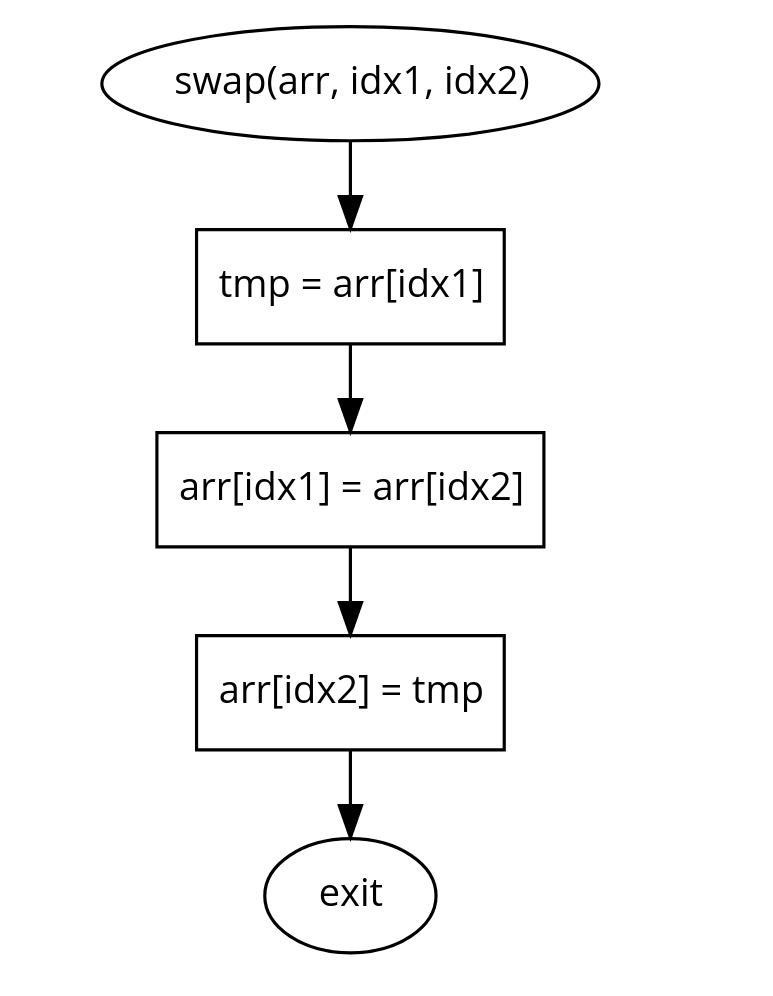 swap(arr, idx1, idx2)
tmp = arr[idx1]
arr[idx1] = arr[idx2]
arr[idx2] = tmp
exit